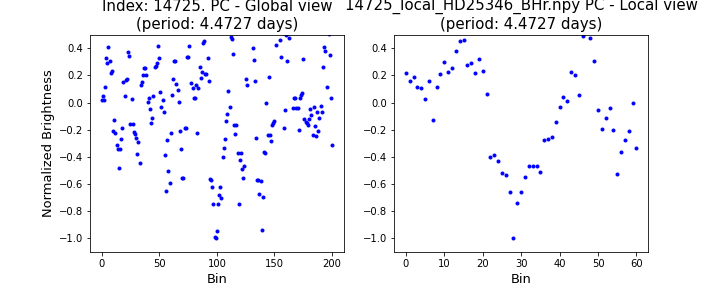 Index: 14725. PC - Global view
(period: 4.4727 days)
14725_local_HD25346_BHr.npy PC - Local view
(period: 4.4727 days)
Normalized Brightness
0.4
0.2
0.0
−0.2
−0.4
−0.6
−0.8
−1.0
0 50 100 150 200
Bin
0.4
0.2
0.0
−0.2
−0.4
−0.6
−0.8
−1.0
0 10 20 30 40 50 60
Bin